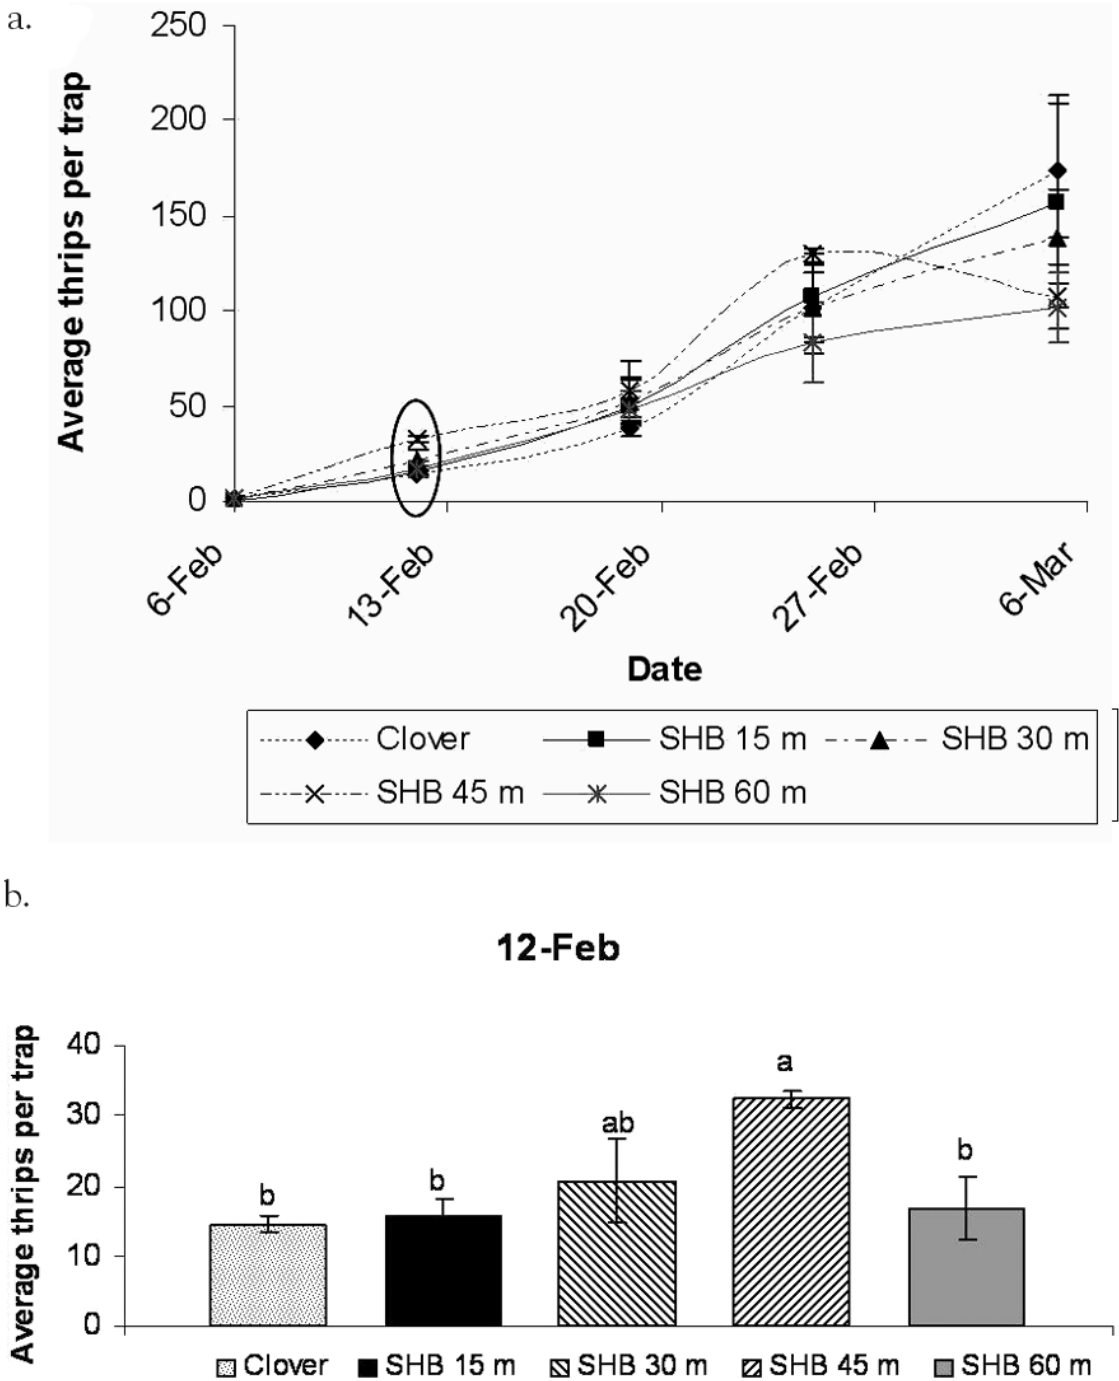 a.
250
200
150
100
50
0
Average thrips per trap
6-Feb 13-Feb 20-Feb 27-Feb 6-Mar
Date
Clover SHB 15 m SHB 30 m
SHB 45 m SHB 60 m
b.
12-Feb
40
30
20
10
0
Average thrips per trap
b b ab a b
Clover SHB 15 m SHB 30 m SHB 45 m SHB 60 m